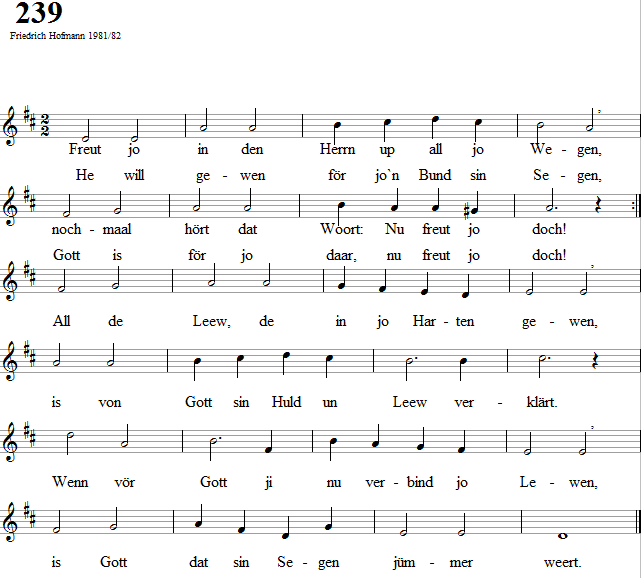 239
Friedrich Hofmann 1981/82
Freut jo in den Herrn up all jo We - gen,
He will ge - wen för jo`n Bund sin Se - gen,
noch - maal hört dat Woort: Nu freut jo doch!
Gott is för jo daar, nu freut jo doch!
All de Leew, de in jo Har - ten ge - wen,
is von Gott sin Huld un Leew ver - klärt.
Wenn vör Gott ji nu ver - bind jo Le - wen,
is Gott dat sin Se - gen jüm - mer weert.